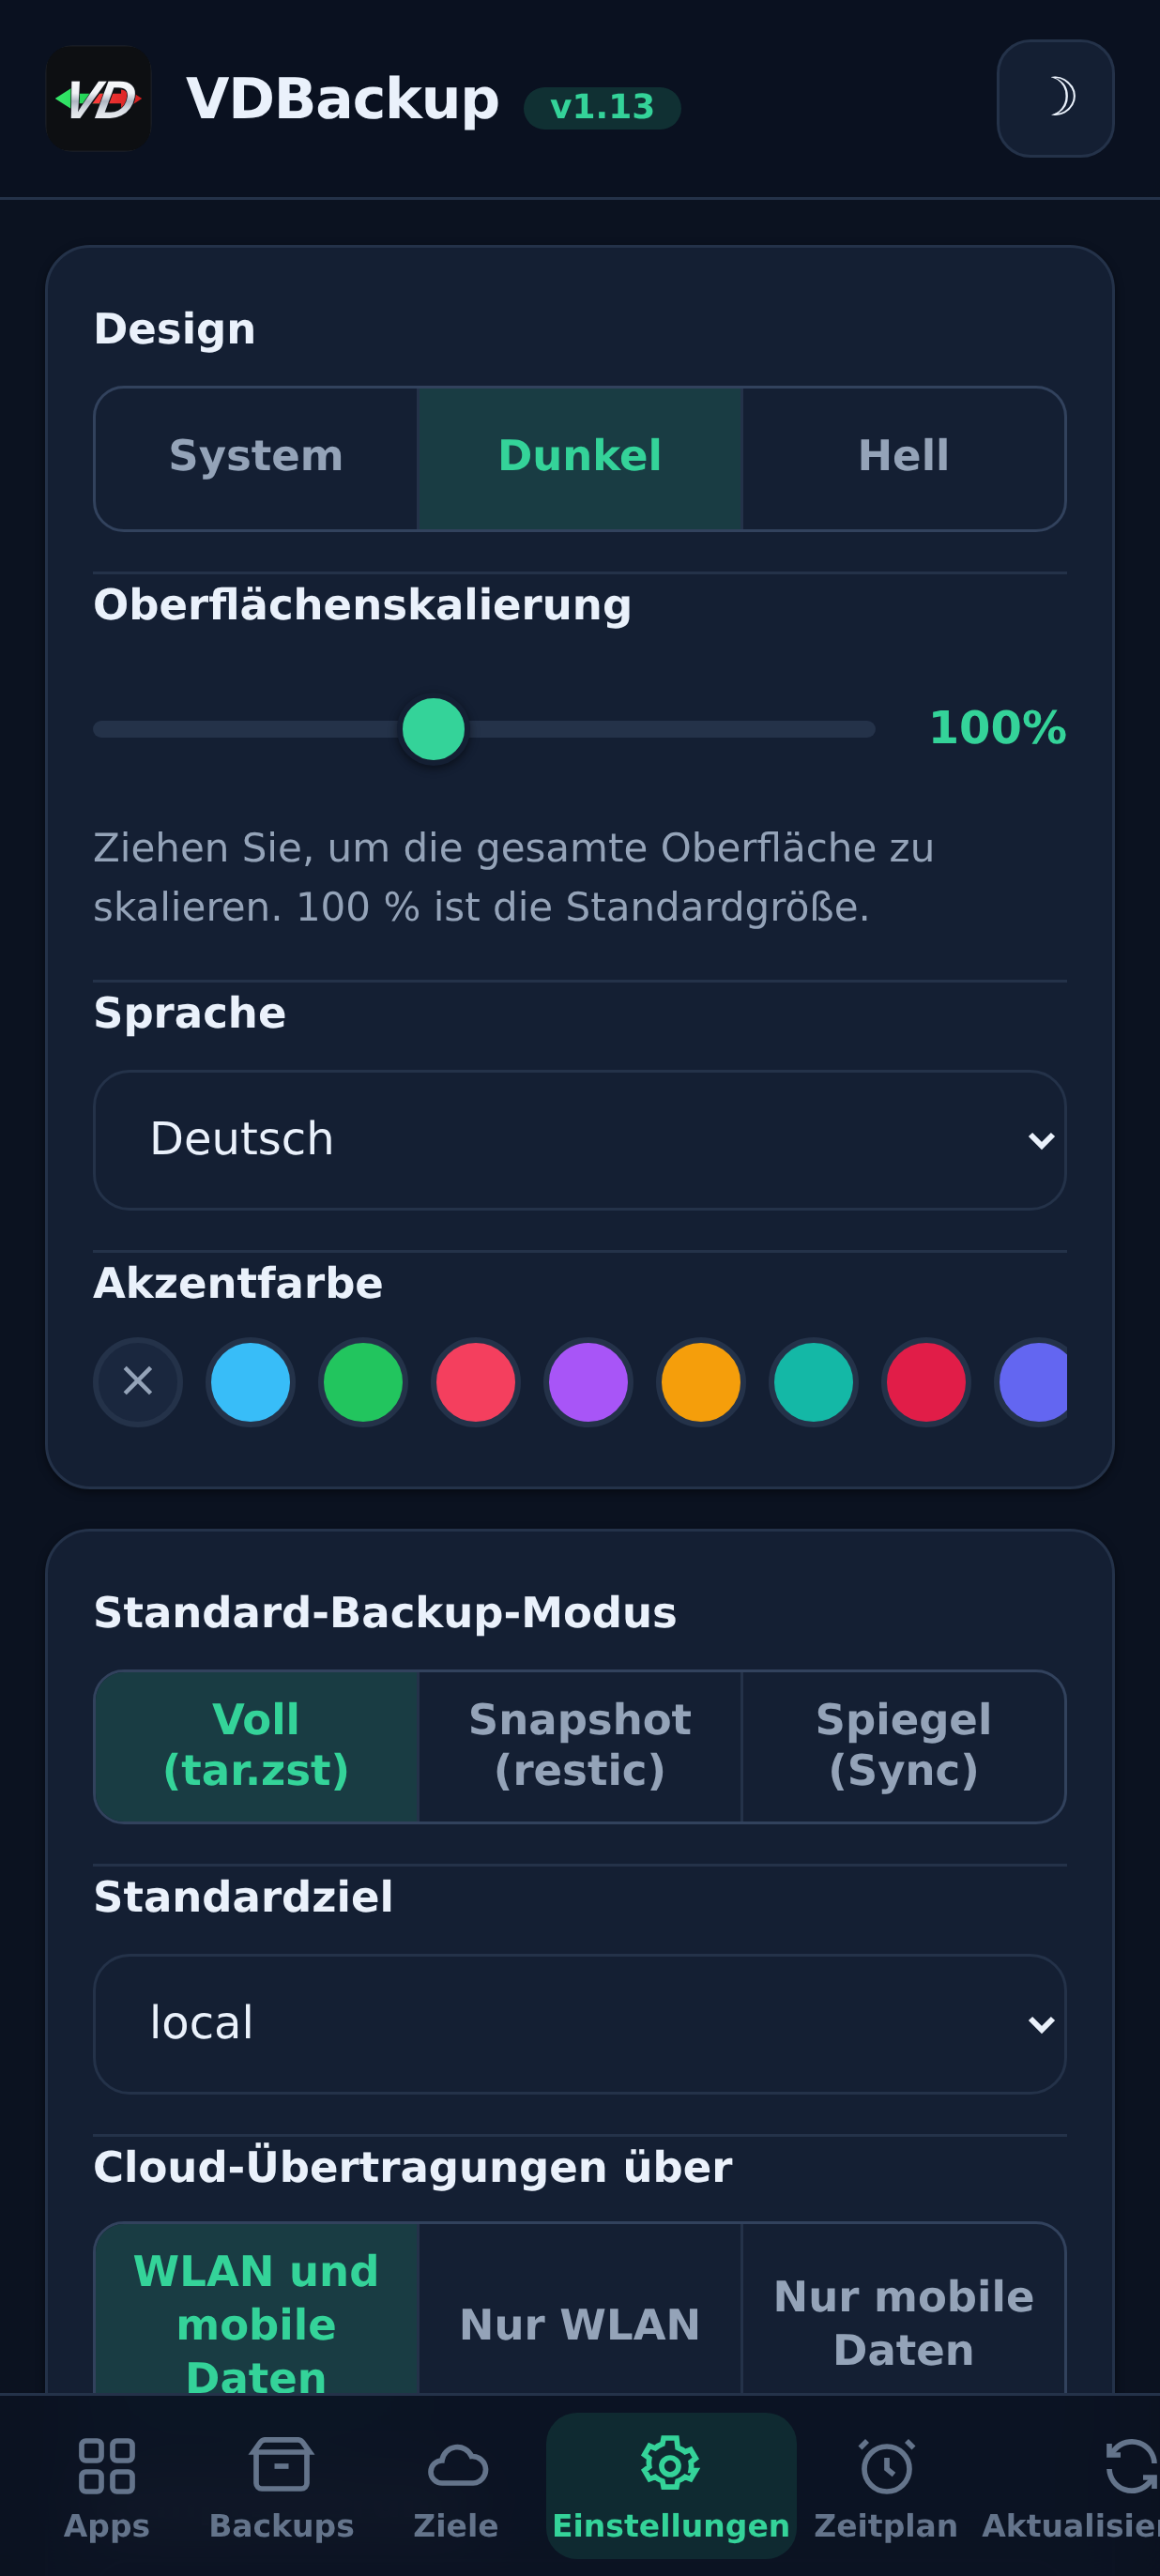 VD
VDBackup v1.13
Design
System Dunkel Hell
Oberflächenskalierung
100%
Ziehen Sie, um die gesamte Oberfläche zu
skalieren. 100 % ist die Standardgröße.
Sprache
Deutsch
Akzentfarbe
Standard-Backup-Modus
Voll
(tar.zst)
Snapshot
(restic)
Spiegel
(Sync)
Standardziel
local
Cloud-Übertragungen über
WLAN und
mobile
Daten
Nur WLAN
Nur mobile
Daten
Apps Backups Ziele Einstellungen Zeitplan